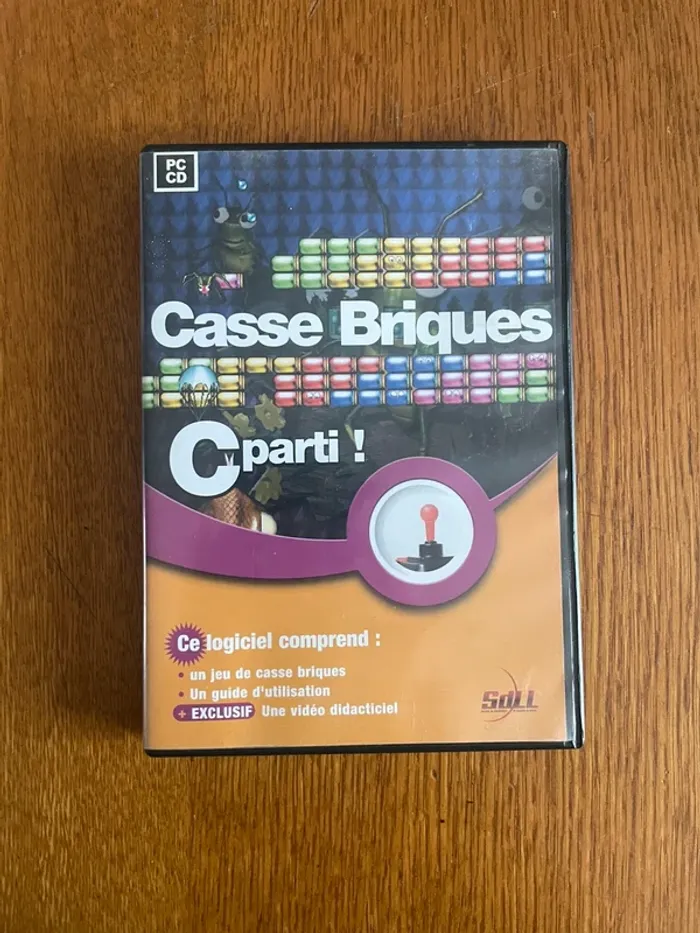 PC
CD
Casse Briques
C parti !
Ce logiciel comprend :
• un jeu de casse briques
• Un guide d'utilisation
+ EXCLUSIF Une vidéo didacticiel
SdLL